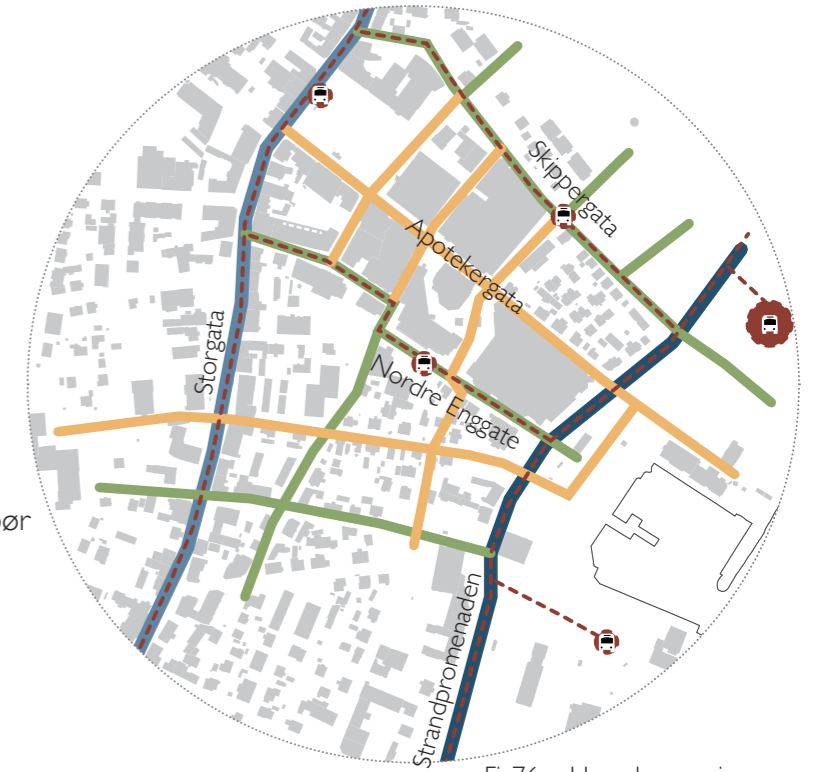 Skippergata
Apotekergata
Storgata
Nordre Enggate
Strandpromenaden